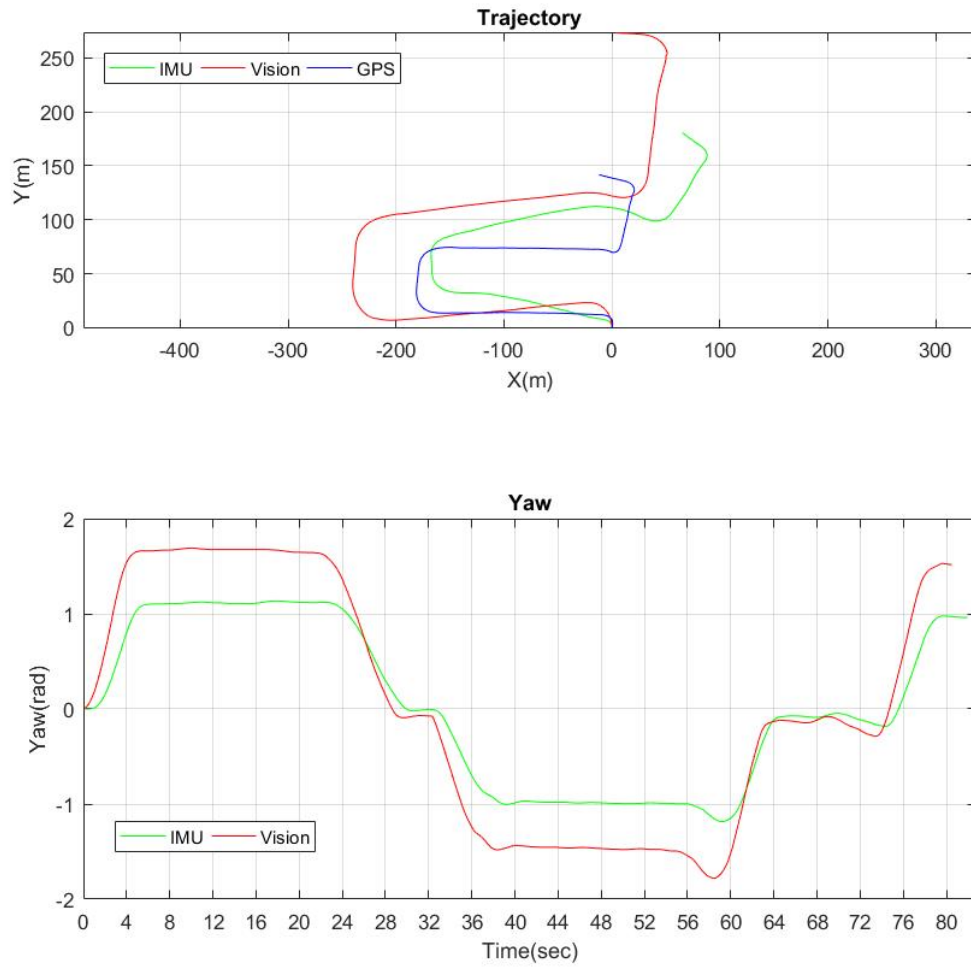 Trajectory
IMU Vision GPS
Y(m)
250
200
150
100
50
0
-400 -300 -200 -100 0 100 200 300
X(m)
Yaw
Yaw(rad)
2
1
0
-1
-2
IMU Vision
0 4 8 12 16 20 24 28 32 36 40 44 48 52 56 60 64 68 72 76 80
Time(sec)